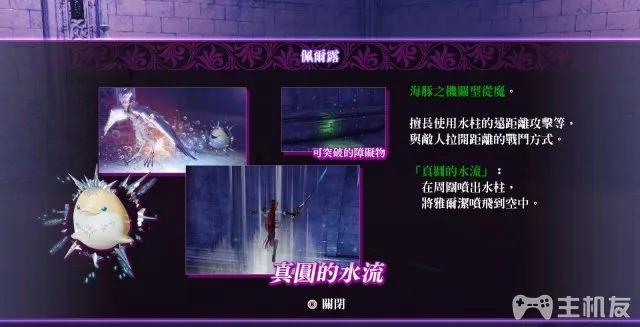 佩爾露
海豚之機關型從魔。
擅長使用水柱的遠距離攻擊等，
與敵人拉開距離的戰鬥方式。
可突破的障礙物
「真圓的水流」：
在周圍噴出水柱，
將雅爾潔噴飛到空中。
真圓的水流
關閉
主机友